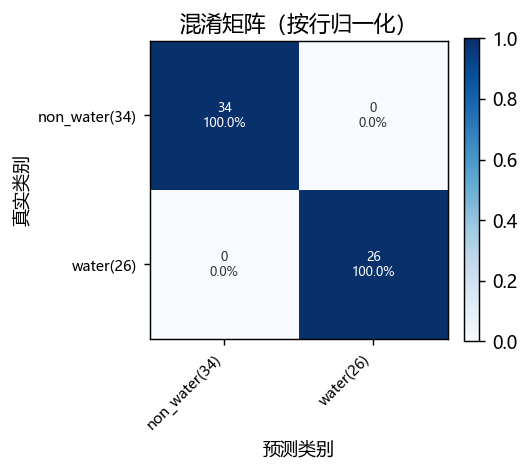 混淆矩阵（按行归一化）
真实类别
non_water(34)
34
100.0%
0
0.0%
water(26)
0
0.0%
26
100.0%
non_water(34)
water(26)
预测类别
1.0
0.8
0.6
0.4
0.2
0.0